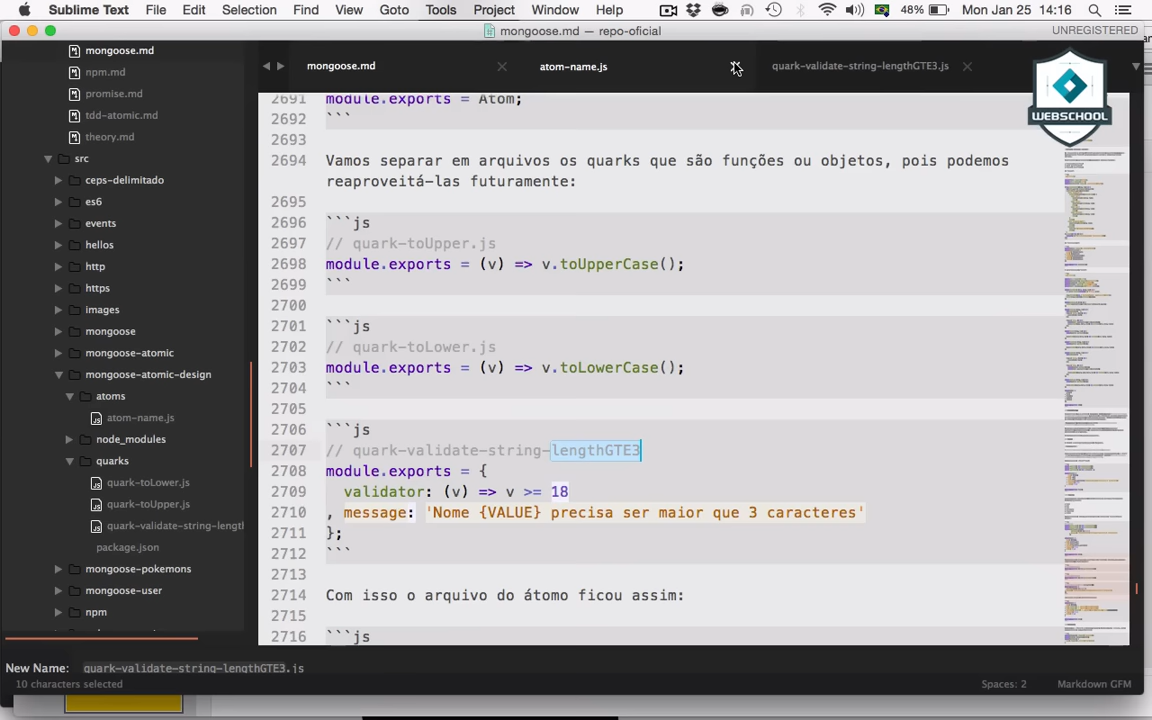 Sublime Text File Edit Selection Find View Goto Tools Project Window Help 48% Mon Jan 25 14:16
mongoose.md — repo-oficial UNREGISTERED
mongoose.md
npm.md
promise.md
tdd-atomic.md
theory.md
src
ceps-delimitado
es6
events
hellos
http
https
images
mongoose
mongoose-atomic
mongoose-atomic-design
atoms
atom-name.js
node_modules
quarks
quark-toLower.js
quark-toUpper.js
quark-validate-string-length
package.json
mongoose-pokemons
mongoose-user
npm
mongoose.md atom-name.js quark-validate-string-lengthGTE3.js
WEBSCHOOL
2691 module.exports = Atom;
2692 ```
2693
2694 Vamos separar em arquivos os quarks que são funções ou objetos, pois podemos
reaproveitá-las futuramente:
2695
2696 ```js
2697 // quark-toUpper.js
2698 module.exports = (v) => v.toUpperCase();
2699 ```
2700
2701 ```js
2702 // quark-toLower.js
2703 module.exports = (v) => v.toLowerCase();
2704 ```
2705
2706 ```js
2707 // quark-validate-string-lengthGTE3
2708 module.exports = {
2709 validator: (v) => v >= 18
2710 , message: 'Nome {VALUE} precisa ser maior que 3 caracteres'
2711 };
2712 ```
2713
2714 Com isso o arquivo do átomo ficou assim:
2715
2716 ```js
New Name: quark-validate-string-lengthGTE3.js
10 characters selected Spaces: 2 Markdown GFM